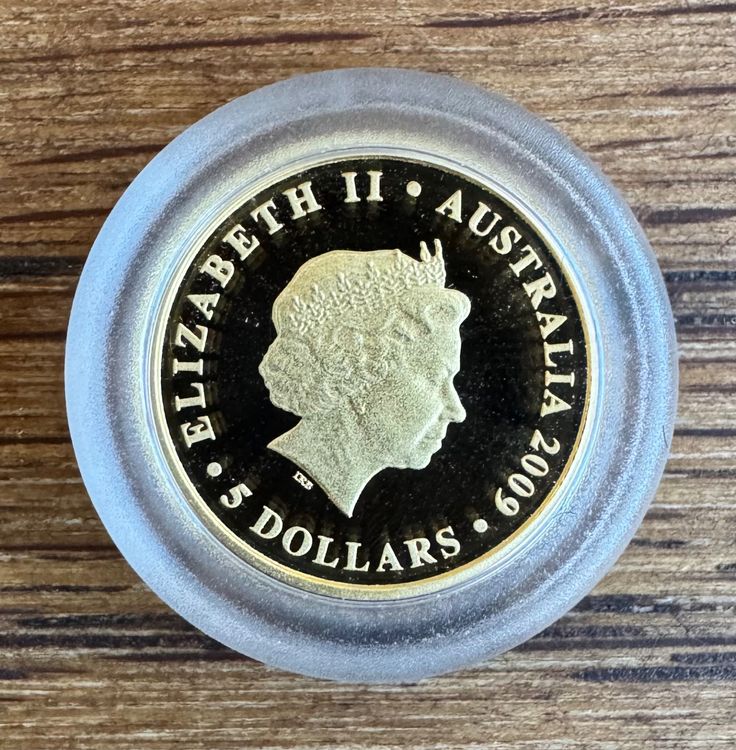 ELIZABETH II • AUSTRALIA 2009 • 5 DOLLARS •
IRB